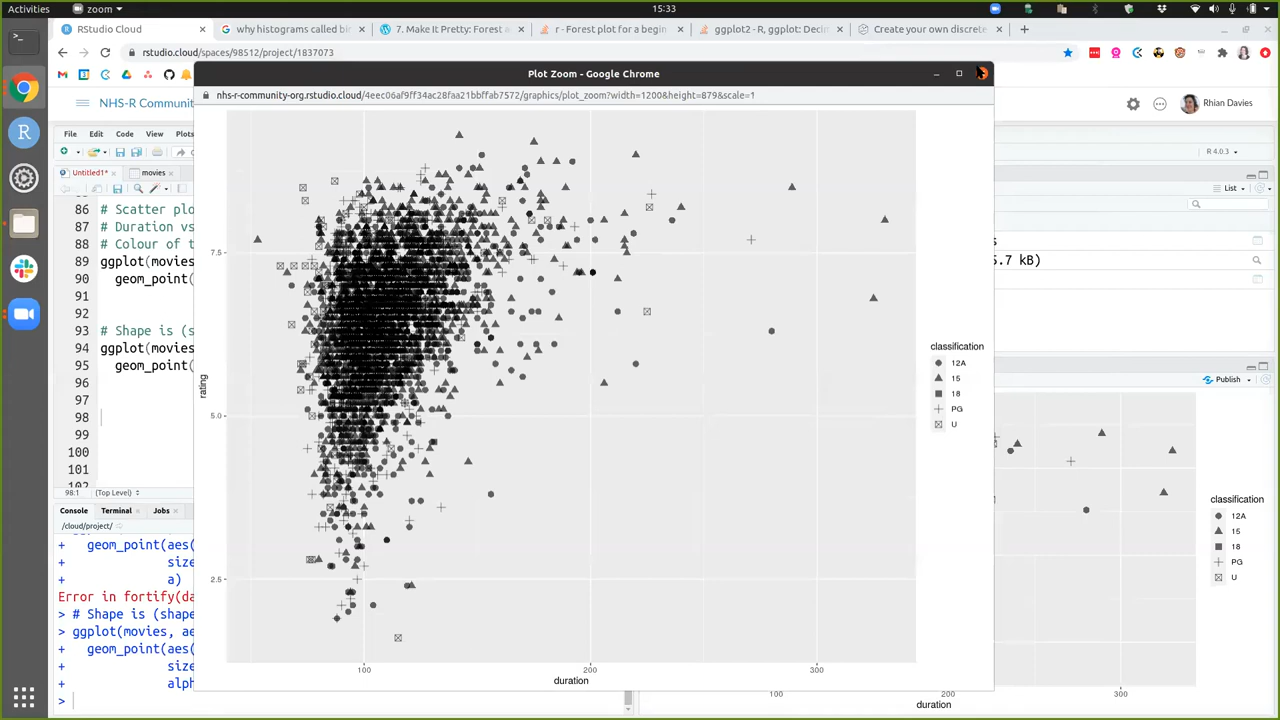 Activities
zoom
15:33
RStudio Cloud
why histograms called bir
7. Make It Pretty: Forest a
r - Forest plot for a begin
ggplot2 - R, ggplot: Decir
Create your own discrete
rstudio.cloud/spaces/98512/project/1837073
Plot Zoom - Google Chrome
nhs-r-community-org.rstudio.cloud/4eec06af9ff34ac28faa21bbffab7572/graphics/plot_zoom?width=1200&height=879&scale=1
NHS-R Commun
Rhian Davies
File Edit Code View Plots
R 4.0.3
Untitled1*
movies
List
86 # Scatter plo
87 # Duration vs
88 # Colour of t
89 ggplot(movies
90 geom_point(
91
92
93 # Shape is (s
94 ggplot(movies
95 geom_point(
96
97
98
99
100
101
102
98:1 (Top Level)
s
5.7 kB)
Publish
Console Terminal Jobs
/cloud/project/
+ geom_point(aes(
+ size
+ a)
Error in fortify(da
> # Shape is (shape
> ggplot(movies, ae
+ geom_point(aes(
+ size
+ alph
>
rating
7.5
5.0
2.5
100
200
300
duration
classification
12A
15
18
PG
U
classification
12A
15
18
PG
U
100
200
300
duration